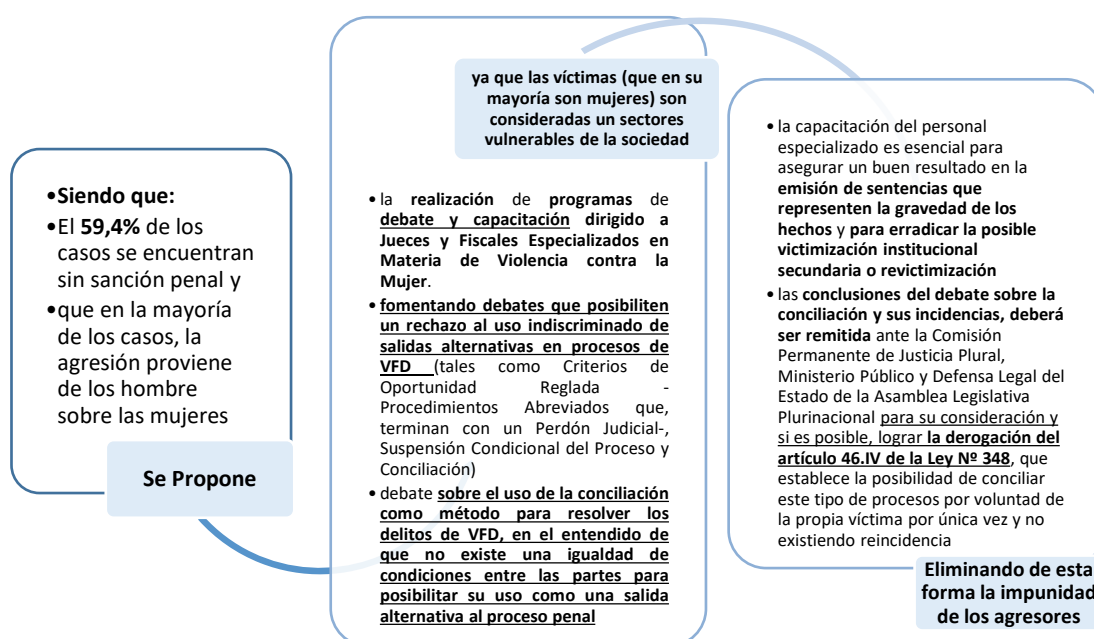 •Siendo que:
•El 59,4% de los
casos se encuentran
sin sanción penal y
•que en la mayoría
de los casos, la
agresión proviene
de los hombre
sobre las mujeres
Se Propone
ya que las víctimas (que en su
mayoría son mujeres) son
consideradas un sectores
vulnerables de la sociedad
• la realización de programas de
debate y capacitación dirigido a
Jueces y Fiscales Especializados en
Materia de Violencia contra la
Mujer.
• fomentando debates que posibiliten
un rechazo al uso indiscriminado de
salidas alternativas en procesos de
VFD (tales como Criterios de
Oportunidad Reglada -
Procedimientos Abreviados que,
terminan con un Perdón Judicial-,
Suspensión Condicional del Proceso y
Conciliación)
• debate sobre el uso de la conciliación
como método para resolver los
delitos de VFD, en el entendido de
que no existe una igualdad de
condiciones entre las partes para
posibilitar su uso como una salida
alternativa al proceso penal
• la capacitación del personal
especializado es esencial para
asegurar un buen resultado en la
emisión de sentencias que
representen la gravedad de los
hechos y para erradicar la posible
victimización institucional
secundaria o revictimización
• las conclusiones del debate sobre la
conciliación y sus incidencias, deberá
ser remitida ante la Comisión
Permanente de Justicia Plural,
Ministerio Público y Defensa Legal del
Estado de la Asamblea Legislativa
Plurinacional para su consideración y
si es posible, lograr la derogación del
artículo 46.IV de la Ley Nº 348, que
establece la posibilidad de conciliar
este tipo de procesos por voluntad de
la propia víctima por única vez y no
existiendo reincidencia
Eliminando de esta
forma la impunidad
de los agresores